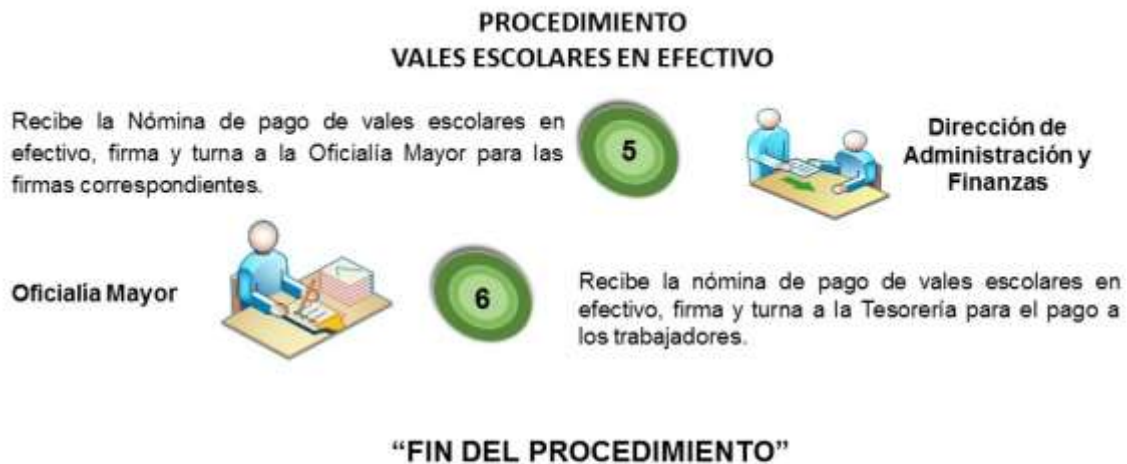 PROCEDIMIENTO
VALES ESCOLARES EN EFECTIVO
Recibe la Nómina de pago de vales escolares en
efectivo, firma y turna a la Oficialía Mayor para las
firmas correspondientes.
5
Dirección de
Administración y
Finanzas
Oficialía Mayor
6
Recibe la nómina de pago de vales escolares en
efectivo, firma y turna a la Tesorería para el pago a
los trabajadores.
“FIN DEL PROCEDIMIENTO”